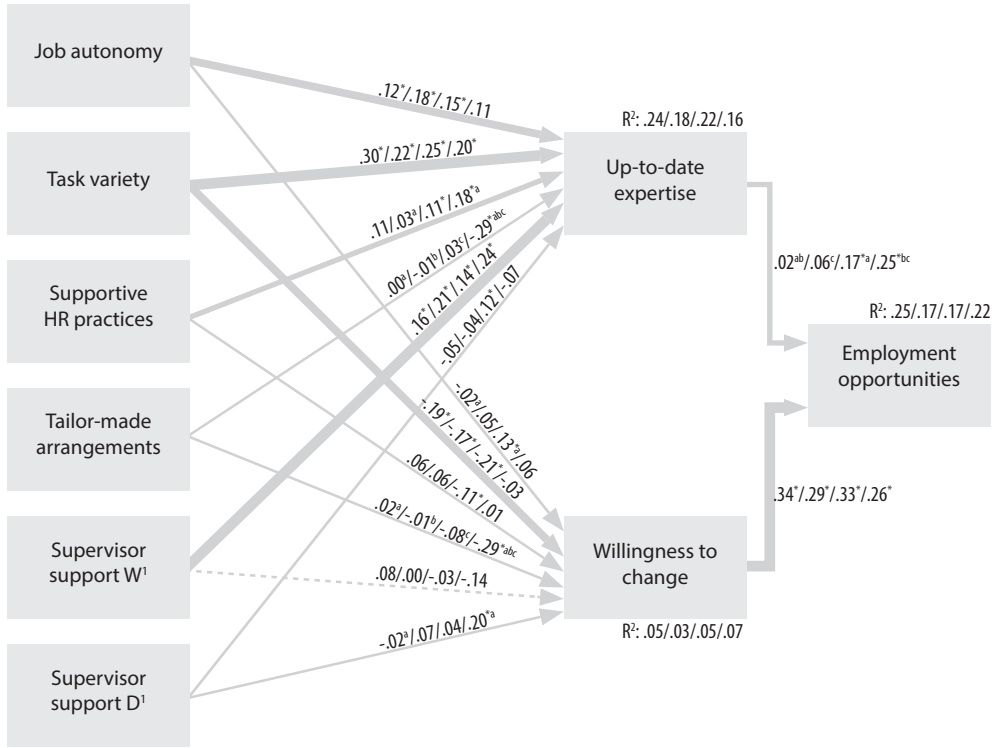 Job autonomy
Task variety
Supportive
HR practices
Tailor-made
arrangements
Supervisor
support W¹
Supervisor
support D¹
.12*/.18*/.15*/.11
.30*/.22*/.25*/.20*
.11/.03ᵃ/.11*/.18*ᵃ
.00ᵃ/-.01ᵇ/.03ᶜ/-.29*ᵃᵇᶜ
.16*/.21*/.14*/.24*
-.05/-.04/.12*/-.07
-.02ᵃ/.05/.13*ᵃ/.06
-.19*/-.17*/-.21*/-.03
.06/.06/-.11*/.01
.02ᵃ/-.01ᵇ/-.08ᶜ/-.29*ᵃᵇᶜ
.08/.00/-.03/-.14
-.02ᵃ/.07/.04/.20*ᵃ
R²: .24/.18/.22/.16
Up-to-date
expertise
Willingness to
change
R²: .05/.03/.05/.07
.02ᵃᵇ/.06ᶜ/.17*ᵃ/.25*ᵇᶜ
R²: .25/.17/.17/.22
Employment
opportunities
.34*/.29*/.33*/.26*